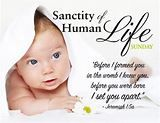 Sanctity of
Human
Life
SUNDAY
"Before I formed you
in the womb I knew you,
before you were born
I set you apart."
- Jeremiah 1:5a